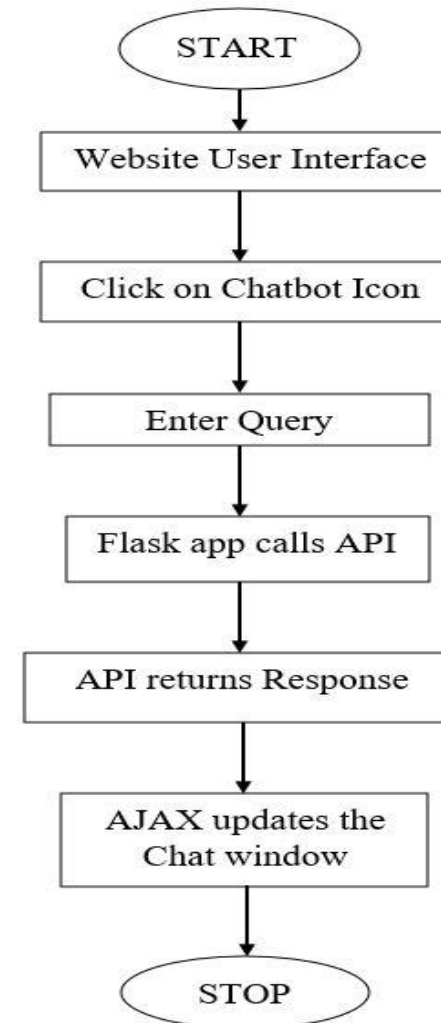 START
Website User Interface
Click on Chatbot Icon
Enter Query
Flask app calls API
API returns Response
AJAX updates the
Chat window
STOP